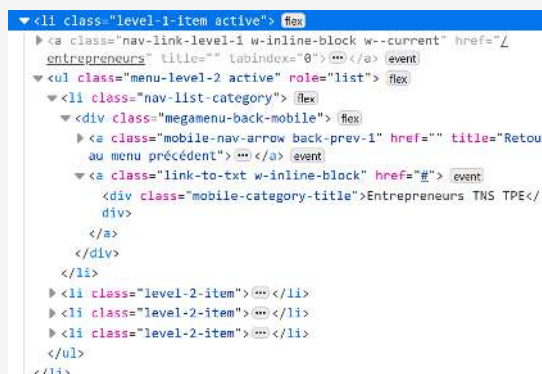 <li class="level-1-item active"> flex
<a class="nav-link-level-1 w-inline-block w--current" href="/
entrepreneurs" title="" tabindex="0"> ··· </a> event
<ul class="menu-level-2 active" role="list"> flex
<li class="nav-list-category"> flex
<div class="megamenu-back-mobile"> flex
<a class="mobile-nav-arrow back-prev-1" href="" title="Retou
au menu précédent"> ··· </a> event
<a class="link-to-txt w-inline-block" href="#"> event
<div class="mobile-category-title">Entrepreneurs TNS TPE</
div>
</a>
</div>
</li>
<li class="level-2-item"> ··· </li>
<li class="level-2-item"> ··· </li>
<li class="level-2-item"> ··· </li>
</ul>
</li>